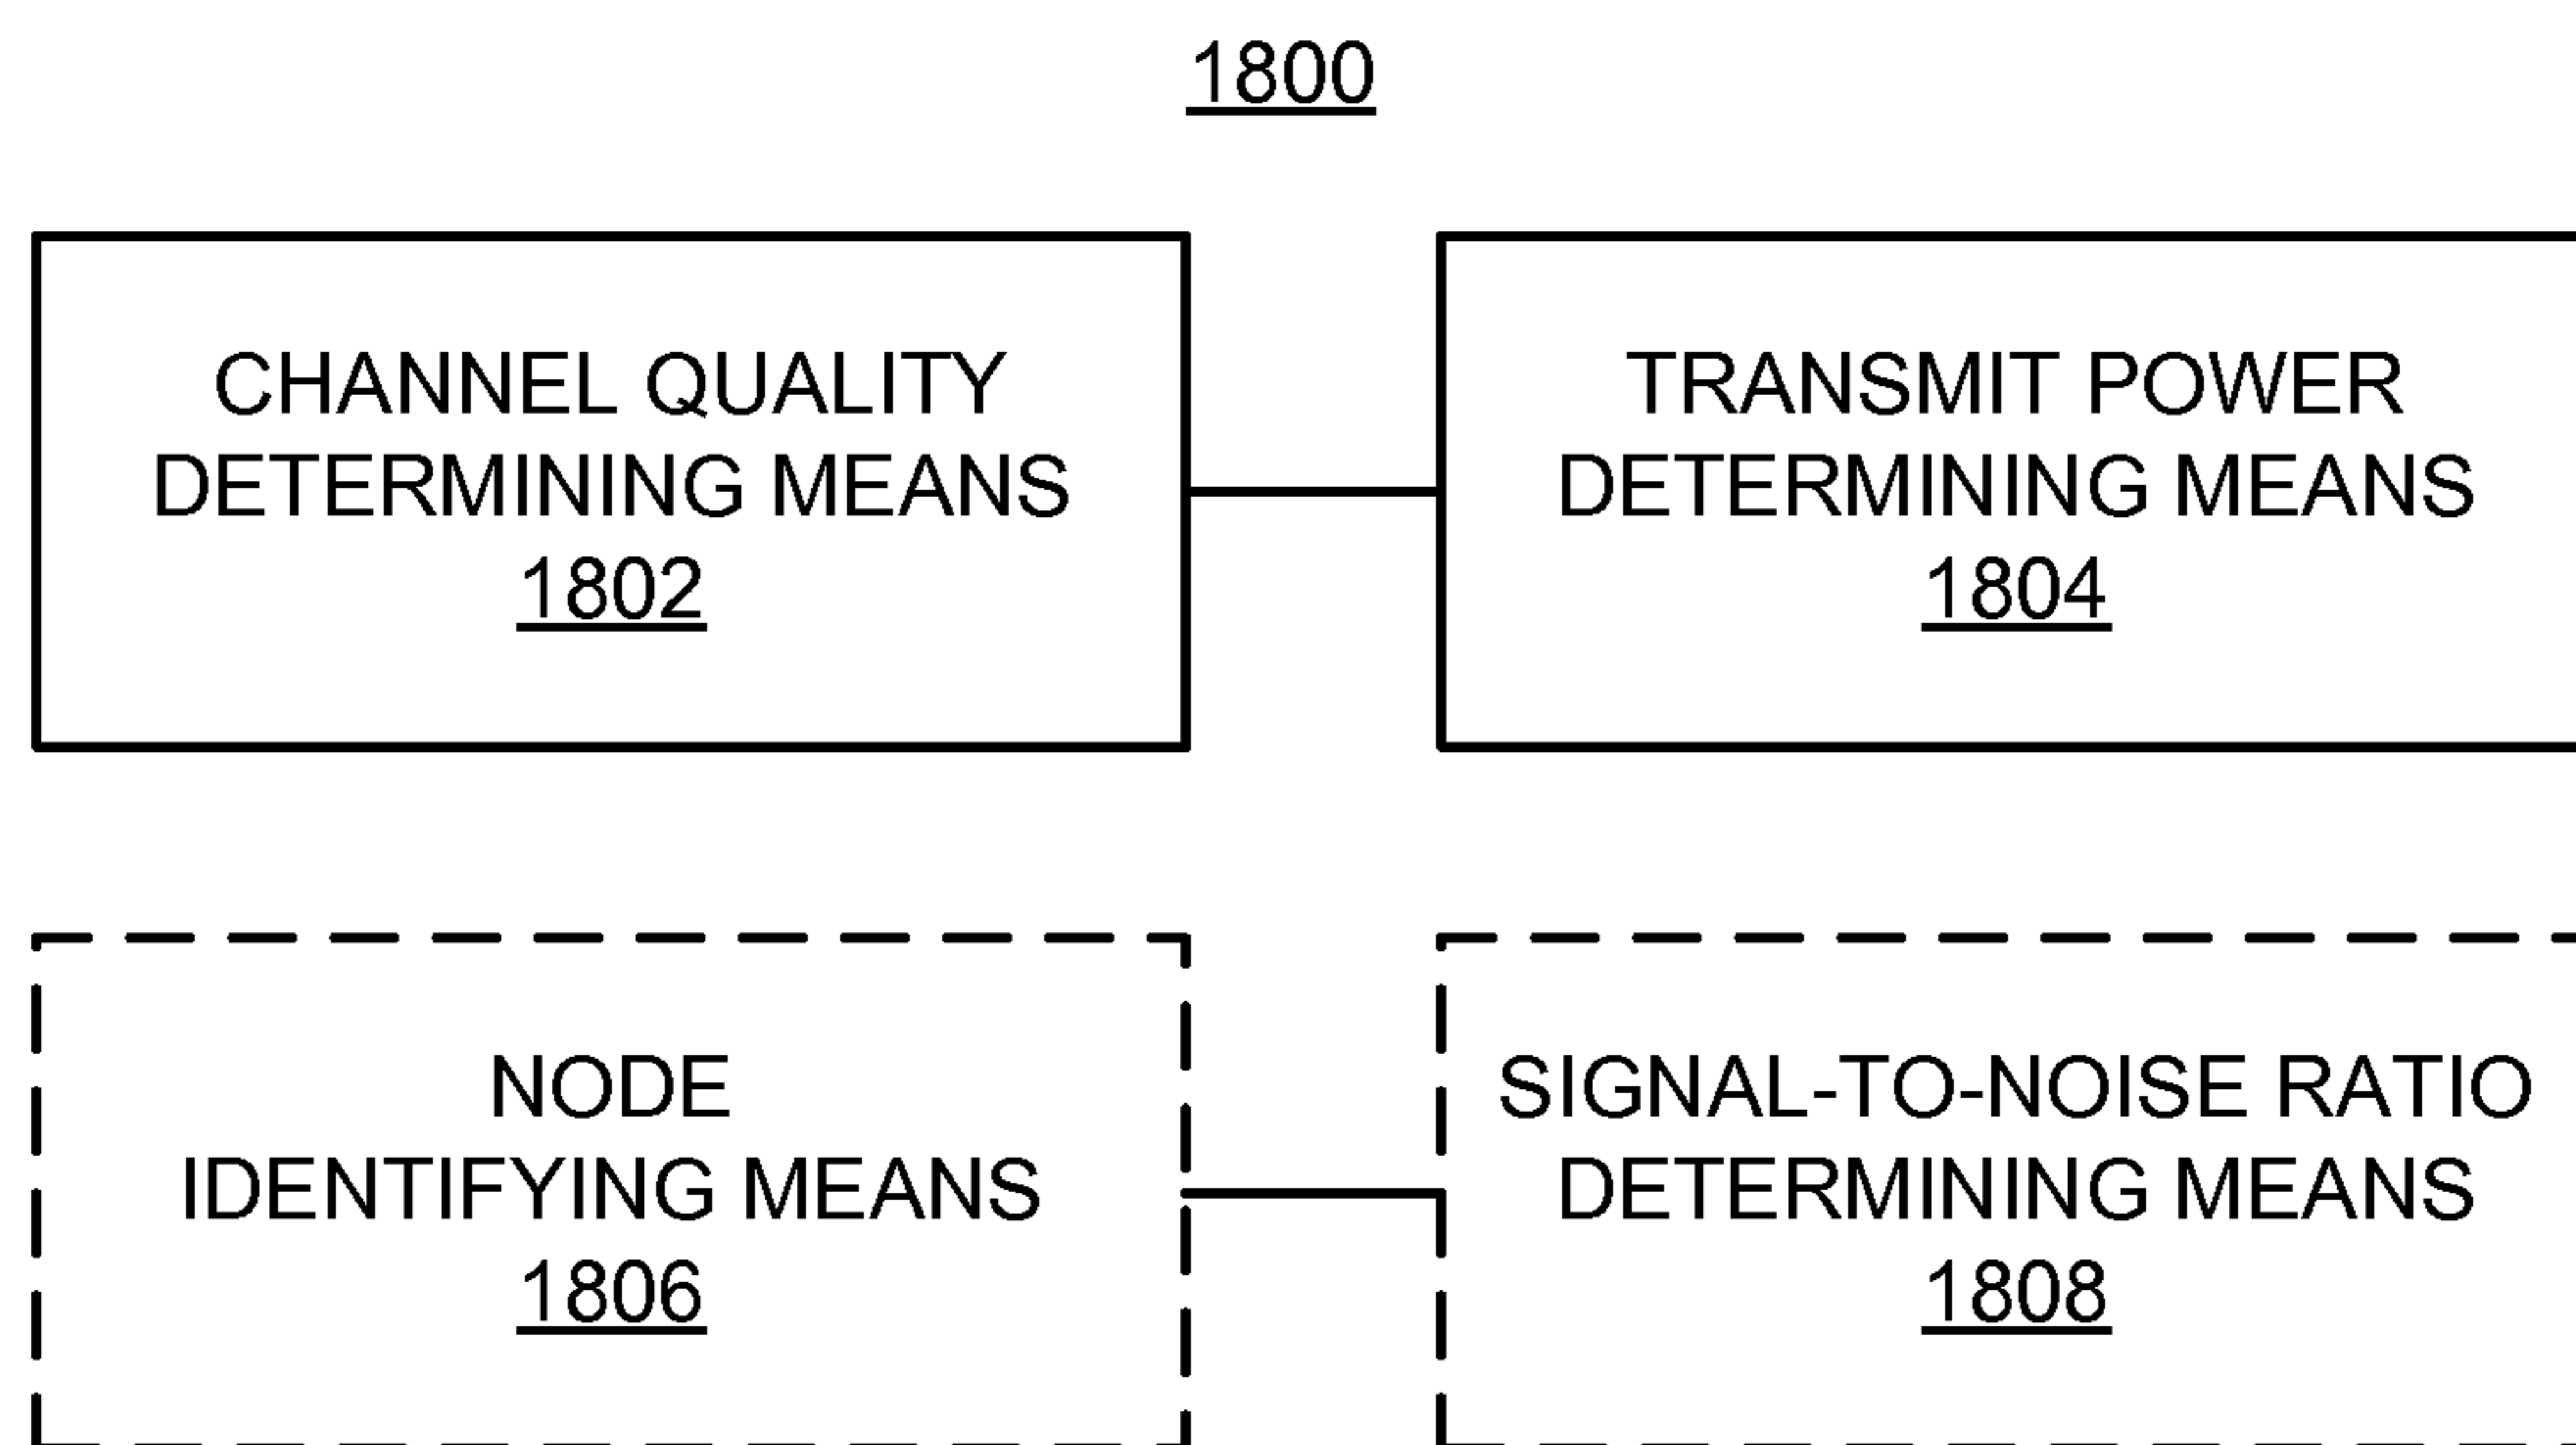 1800
CHANNEL QUALITY
DETERMINING MEANS
1802
TRANSMIT POWER
DETERMINING MEANS
1804
NODE
IDENTIFYING MEANS
1806
SIGNAL-TO-NOISE RATIO
DETERMINING MEANS
1808